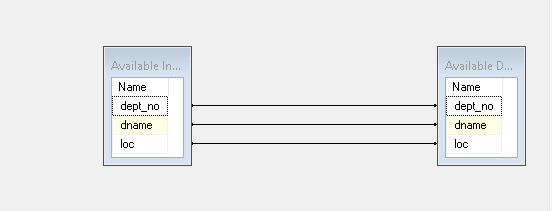 Available In...
Name
dept_no
dname
loc
Available D...
Name
dept_no
dname
loc